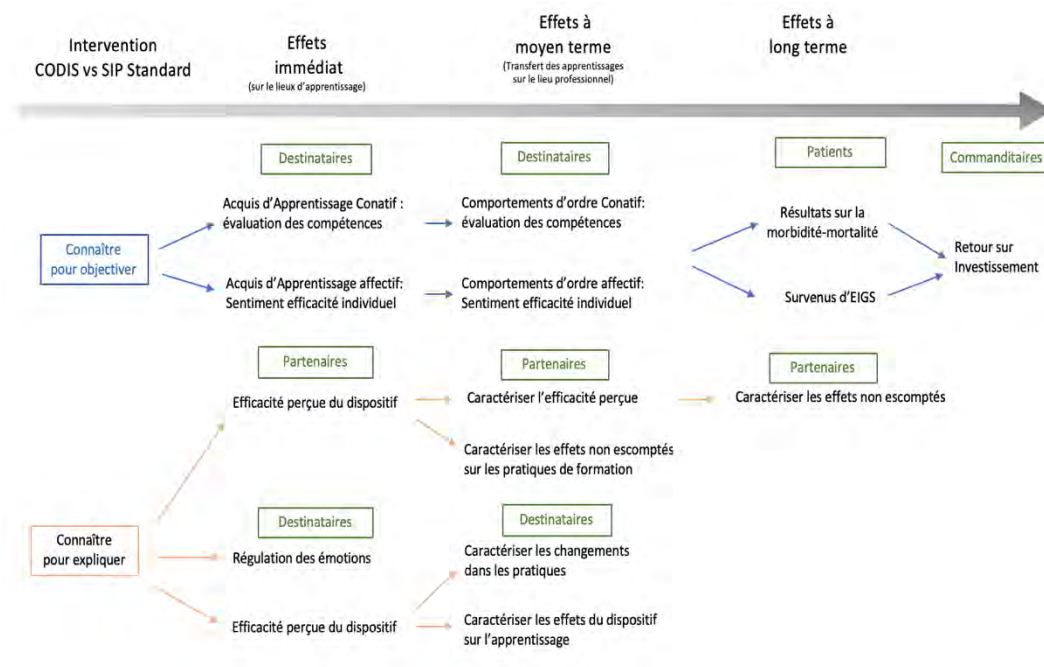 Intervention
CODIS vs SIP Standard
Effets
immédiat
(sur le lieux d'apprentissage)
Effets à
moyen terme
(Transfert des apprentissages
sur le lieu professionnel)
Effets à
long terme
Destinataires
Destinataires
Patients
Commanditaires
Connaître
pour objectiver
Acquis d'Apprentissage Conatif :
évaluation des compétences
Comportements d'ordre Conatif:
évaluation des compétences
Résultats sur la
morbidité-mortalité
Retour sur
Investissement
Acquis d'Apprentissage affectif:
Sentiment efficacité individuel
Comportements d'ordre affectif:
Sentiment efficacité individuel
Survenus d'EIGS
Partenaires
Partenaires
Partenaires
Efficacité perçue du dispositif
Caractériser l'efficacité perçue
Caractériser les effets non escomptés
Caractériser les effets non escomptés
sur les pratiques de formation
Connaître
pour expliquer
Destinataires
Destinataires
Régulation des émotions
Caractériser les changements
dans les pratiques
Efficacité perçue du dispositif
Caractériser les effets du dispositif
sur l'apprentissage